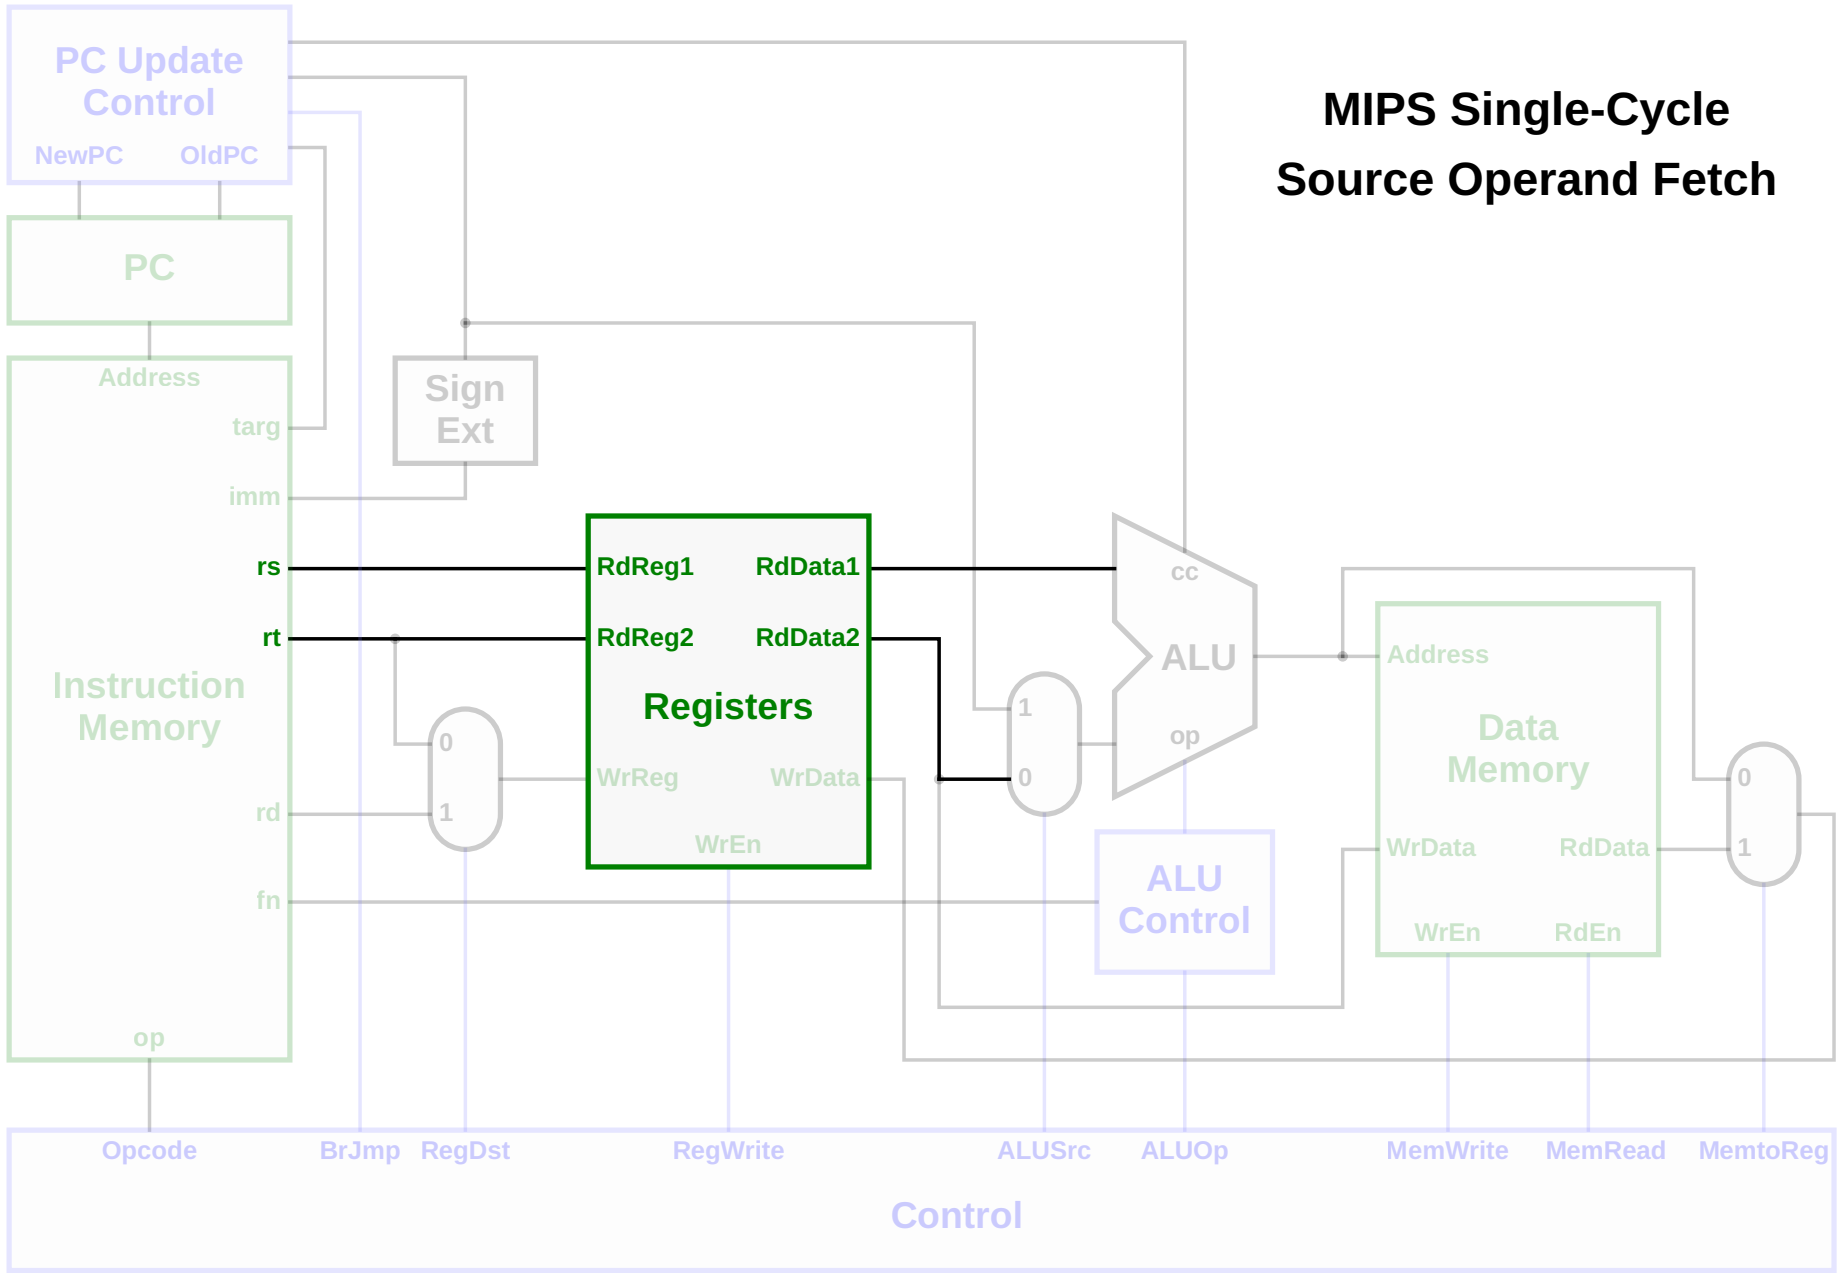 MIPS Single-Cycle
Source Operand Fetch
PC Update
Control
NewPC
OldPC
PC
Address
targ
imm
rs
rt
Instruction
Memory
rd
fn
op
Sign
Ext
0
1
RdReg1
RdData1
RdReg2
RdData2
Registers
WrReg
WrData
WrEn
1
0
cc
ALU
op
ALU
Control
Address
Data
Memory
WrData
RdData
WrEn
RdEn
0
1
Opcode
BrJmp
RegDst
RegWrite
ALUSrc
ALUOp
MemWrite
MemRead
MemtoReg
Control